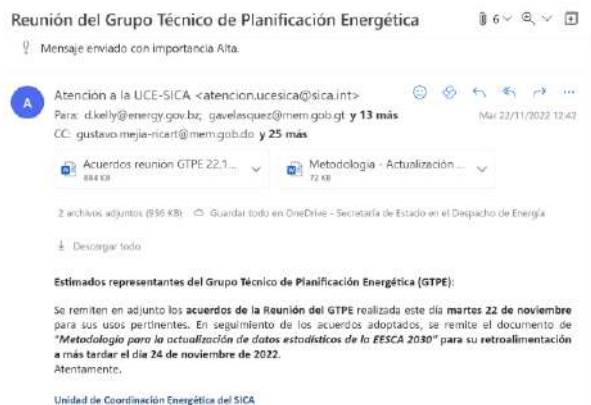 Reunión del Grupo Técnico de Planificación Energética
6
Mensaje enviado con importancia Alta.
A
Atención a la UCE-SICA <atencion.ucesica@sica.int>
Para: d.kelly@energy.gov.bz; gavelasquez@mem.gob.gt y 13 más
Mar 22/11/2022 12:47
CC: gustavo.mejia-ricart@mem.gob.do y 25 más
Acuerdos reunion GTPE 22.1...
884 KB
Metodología - Actualización ...
72 KB
2 archivos adjuntos (956 KB) Guardar todo en OneDrive - Secretaría de Estado en el Despacho de Energía
Descargar todo
Estimados representantes del Grupo Técnico de Planificación Energética (GTPE):
Se remiten en adjunto los acuerdos de la Reunión del GTPE realizada este día martes 22 de noviembre
para sus usos pertinentes. En seguimiento de los acuerdos adoptados, se remite el documento de
"Metodología para la actualización de datos estadísticos de la EESCA 2030" para su retroalimentación
a más tardar el día 24 de noviembre de 2022.
Atentamente.
Unidad de Coordinación Energética del SICA